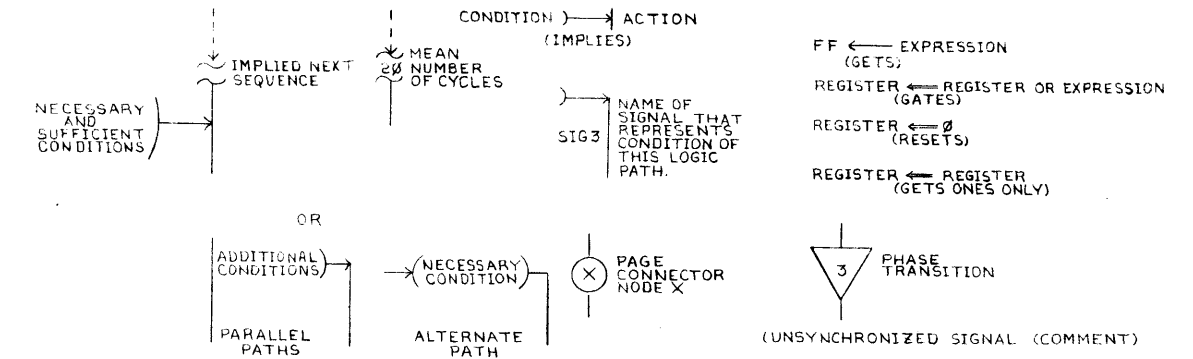 CONDITION )
ACTION
(IMPLIES)
IMPLIED NEXT
SEQUENCE
20
MEAN
NUMBER
OF CYCLES
FF ← EXPRESSION
(GETS)
REGISTER ⇐ REGISTER OR EXPRESSION
(GATES)
REGISTER ⇐ Ø
(RESETS)
REGISTER ⇐ REGISTER
(GETS ONES ONLY)
NECESSARY
AND
SUFFICIENT
CONDITIONS
)
SIG3
NAME OF
SIGNAL THAT
REPRESENTS
CONDITION OF
THIS LOGIC
PATH.
OR
ADDITIONAL
CONDITIONS)
PARALLEL
PATHS
(NECESSARY
CONDITION)
ALTERNATE
PATH
X
PAGE
CONNECTOR
NODE X
3
PHASE
TRANSITION
(UNSYNCHRONIZED SIGNAL (COMMENT)